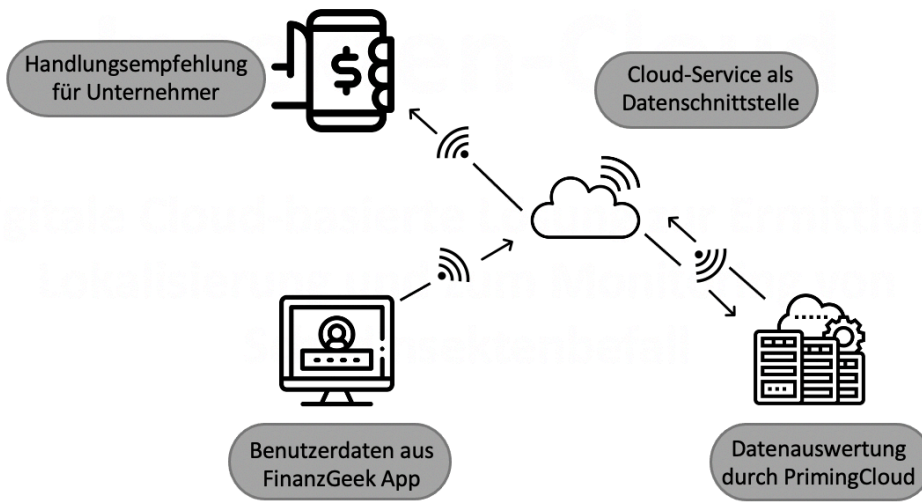 Handlungsempfehlung
für Unternehmer
Cloud-Service als
Datenschnittstelle
Benutzerdaten aus
FinanzGeek App
Datenauswertung
durch PrimingCloud